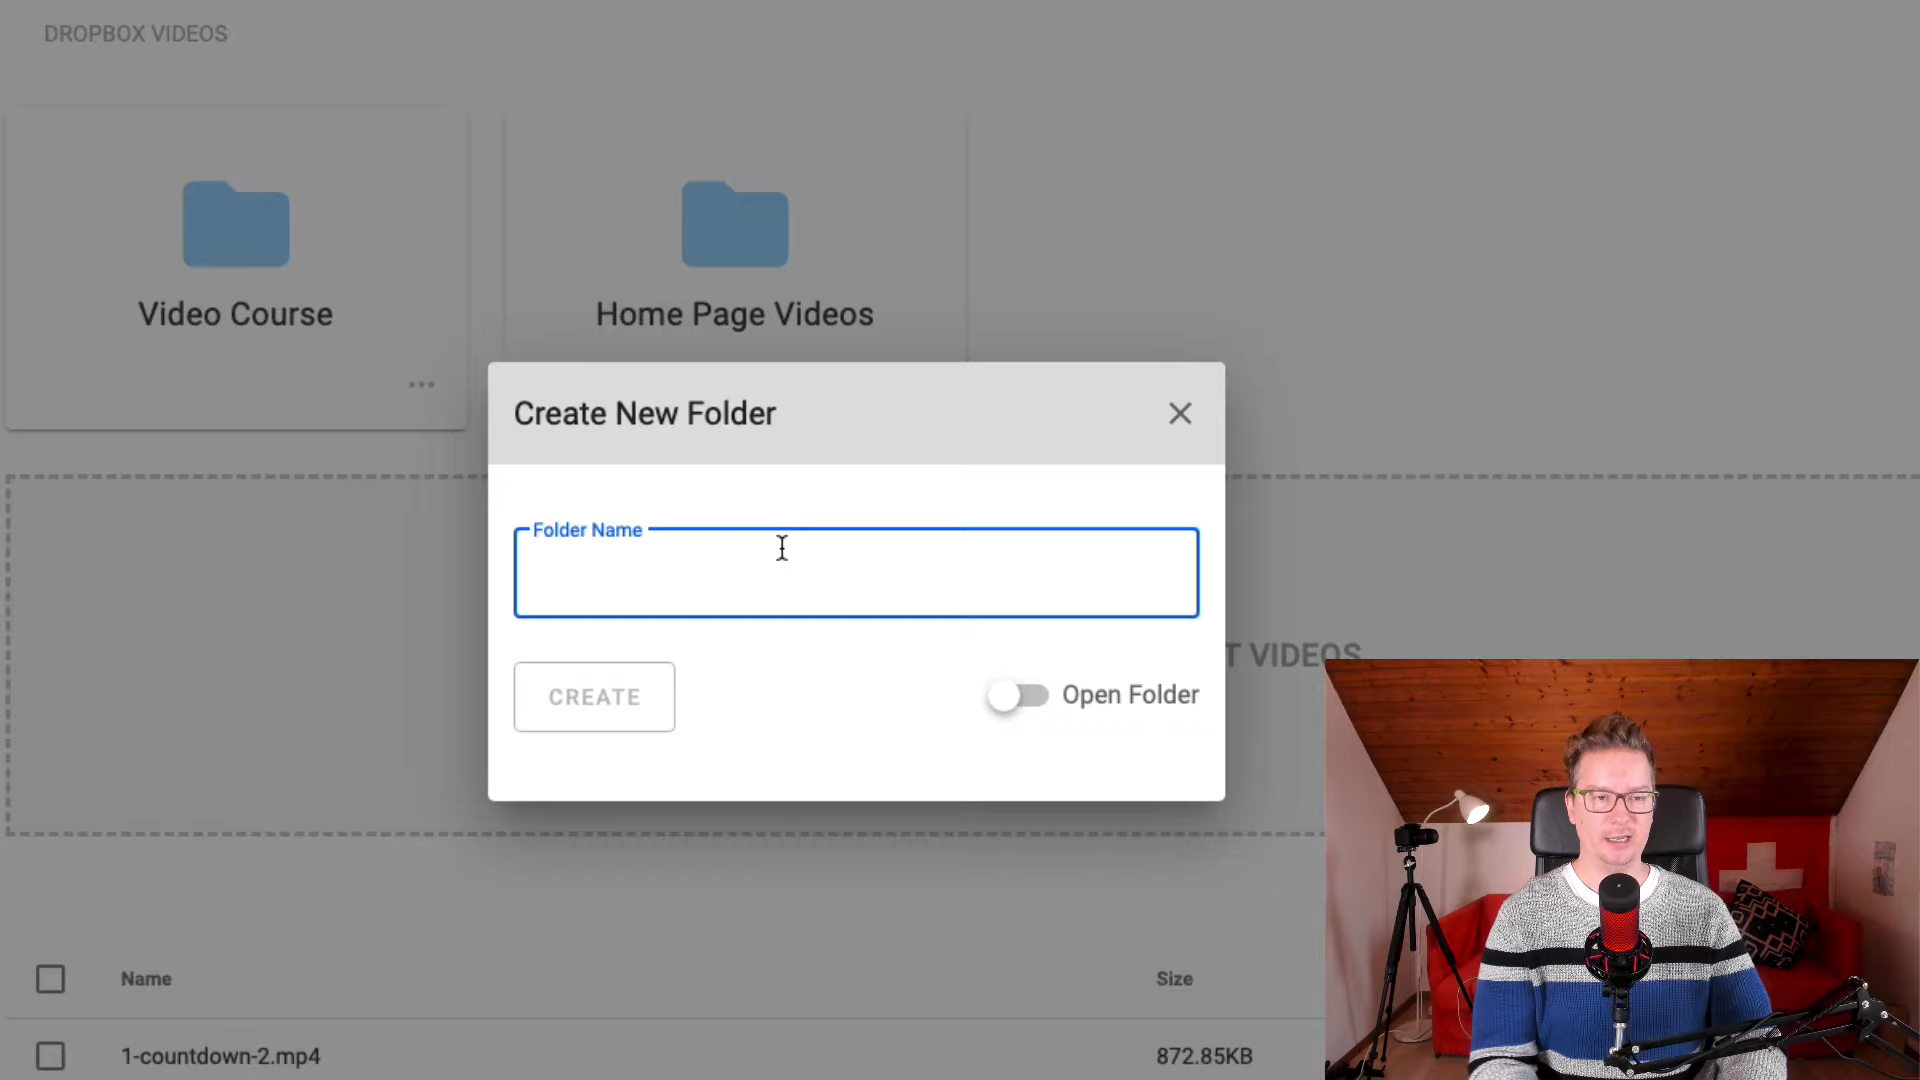 DROPBOX VIDEOS
Video Course
Home Page Videos
Create New Folder
Folder Name
CREATE
Open Folder
T VIDEOS
Name
Size
1-countdown-2.mp4
872.85KB